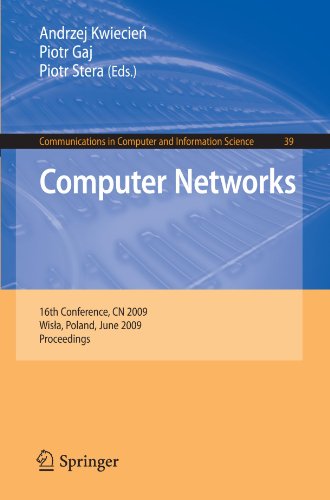 Andrzej Kwiecień
Piotr Gaj
Piotr Stera (Eds.)
Communications in Computer and Information Science 39
Computer Networks
16th Conference, CN 2009
Wisła, Poland, June 2009
Proceedings
Springer